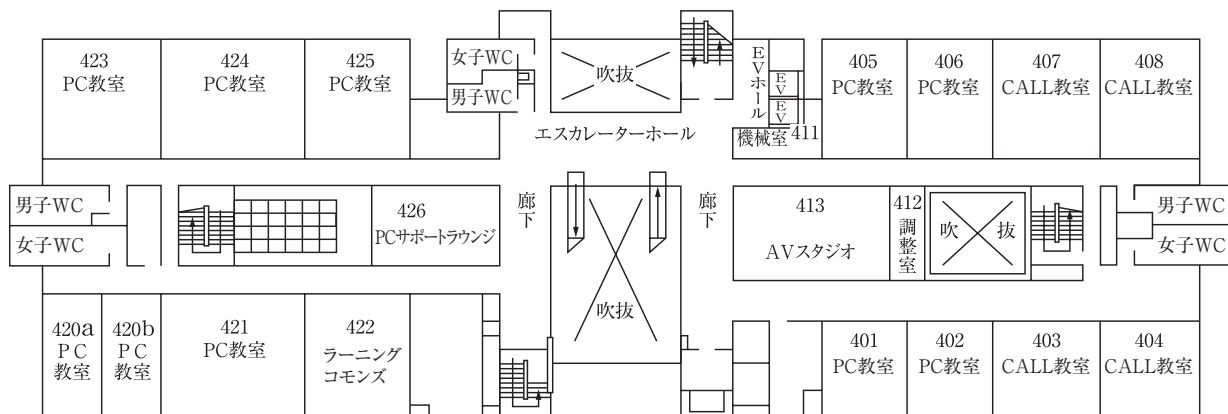 423
PC教室
424
PC教室
425
PC教室
女子WC
男子WC
吹抜
EVホール
EV
EV
機械室
411
405
PC教室
406
PC教室
407
CALL教室
408
CALL教室
エスカレーターホール
男子WC
女子WC
426
PCサポートラウンジ
廊下
吹抜
廊下
413
AVスタジオ
412
調整室
吹抜
男子WC
女子WC
420a
PC
教室
420b
PC
教室
421
PC教室
422
ラーニング
コモンズ
401
PC教室
402
PC教室
403
CALL教室
404
CALL教室